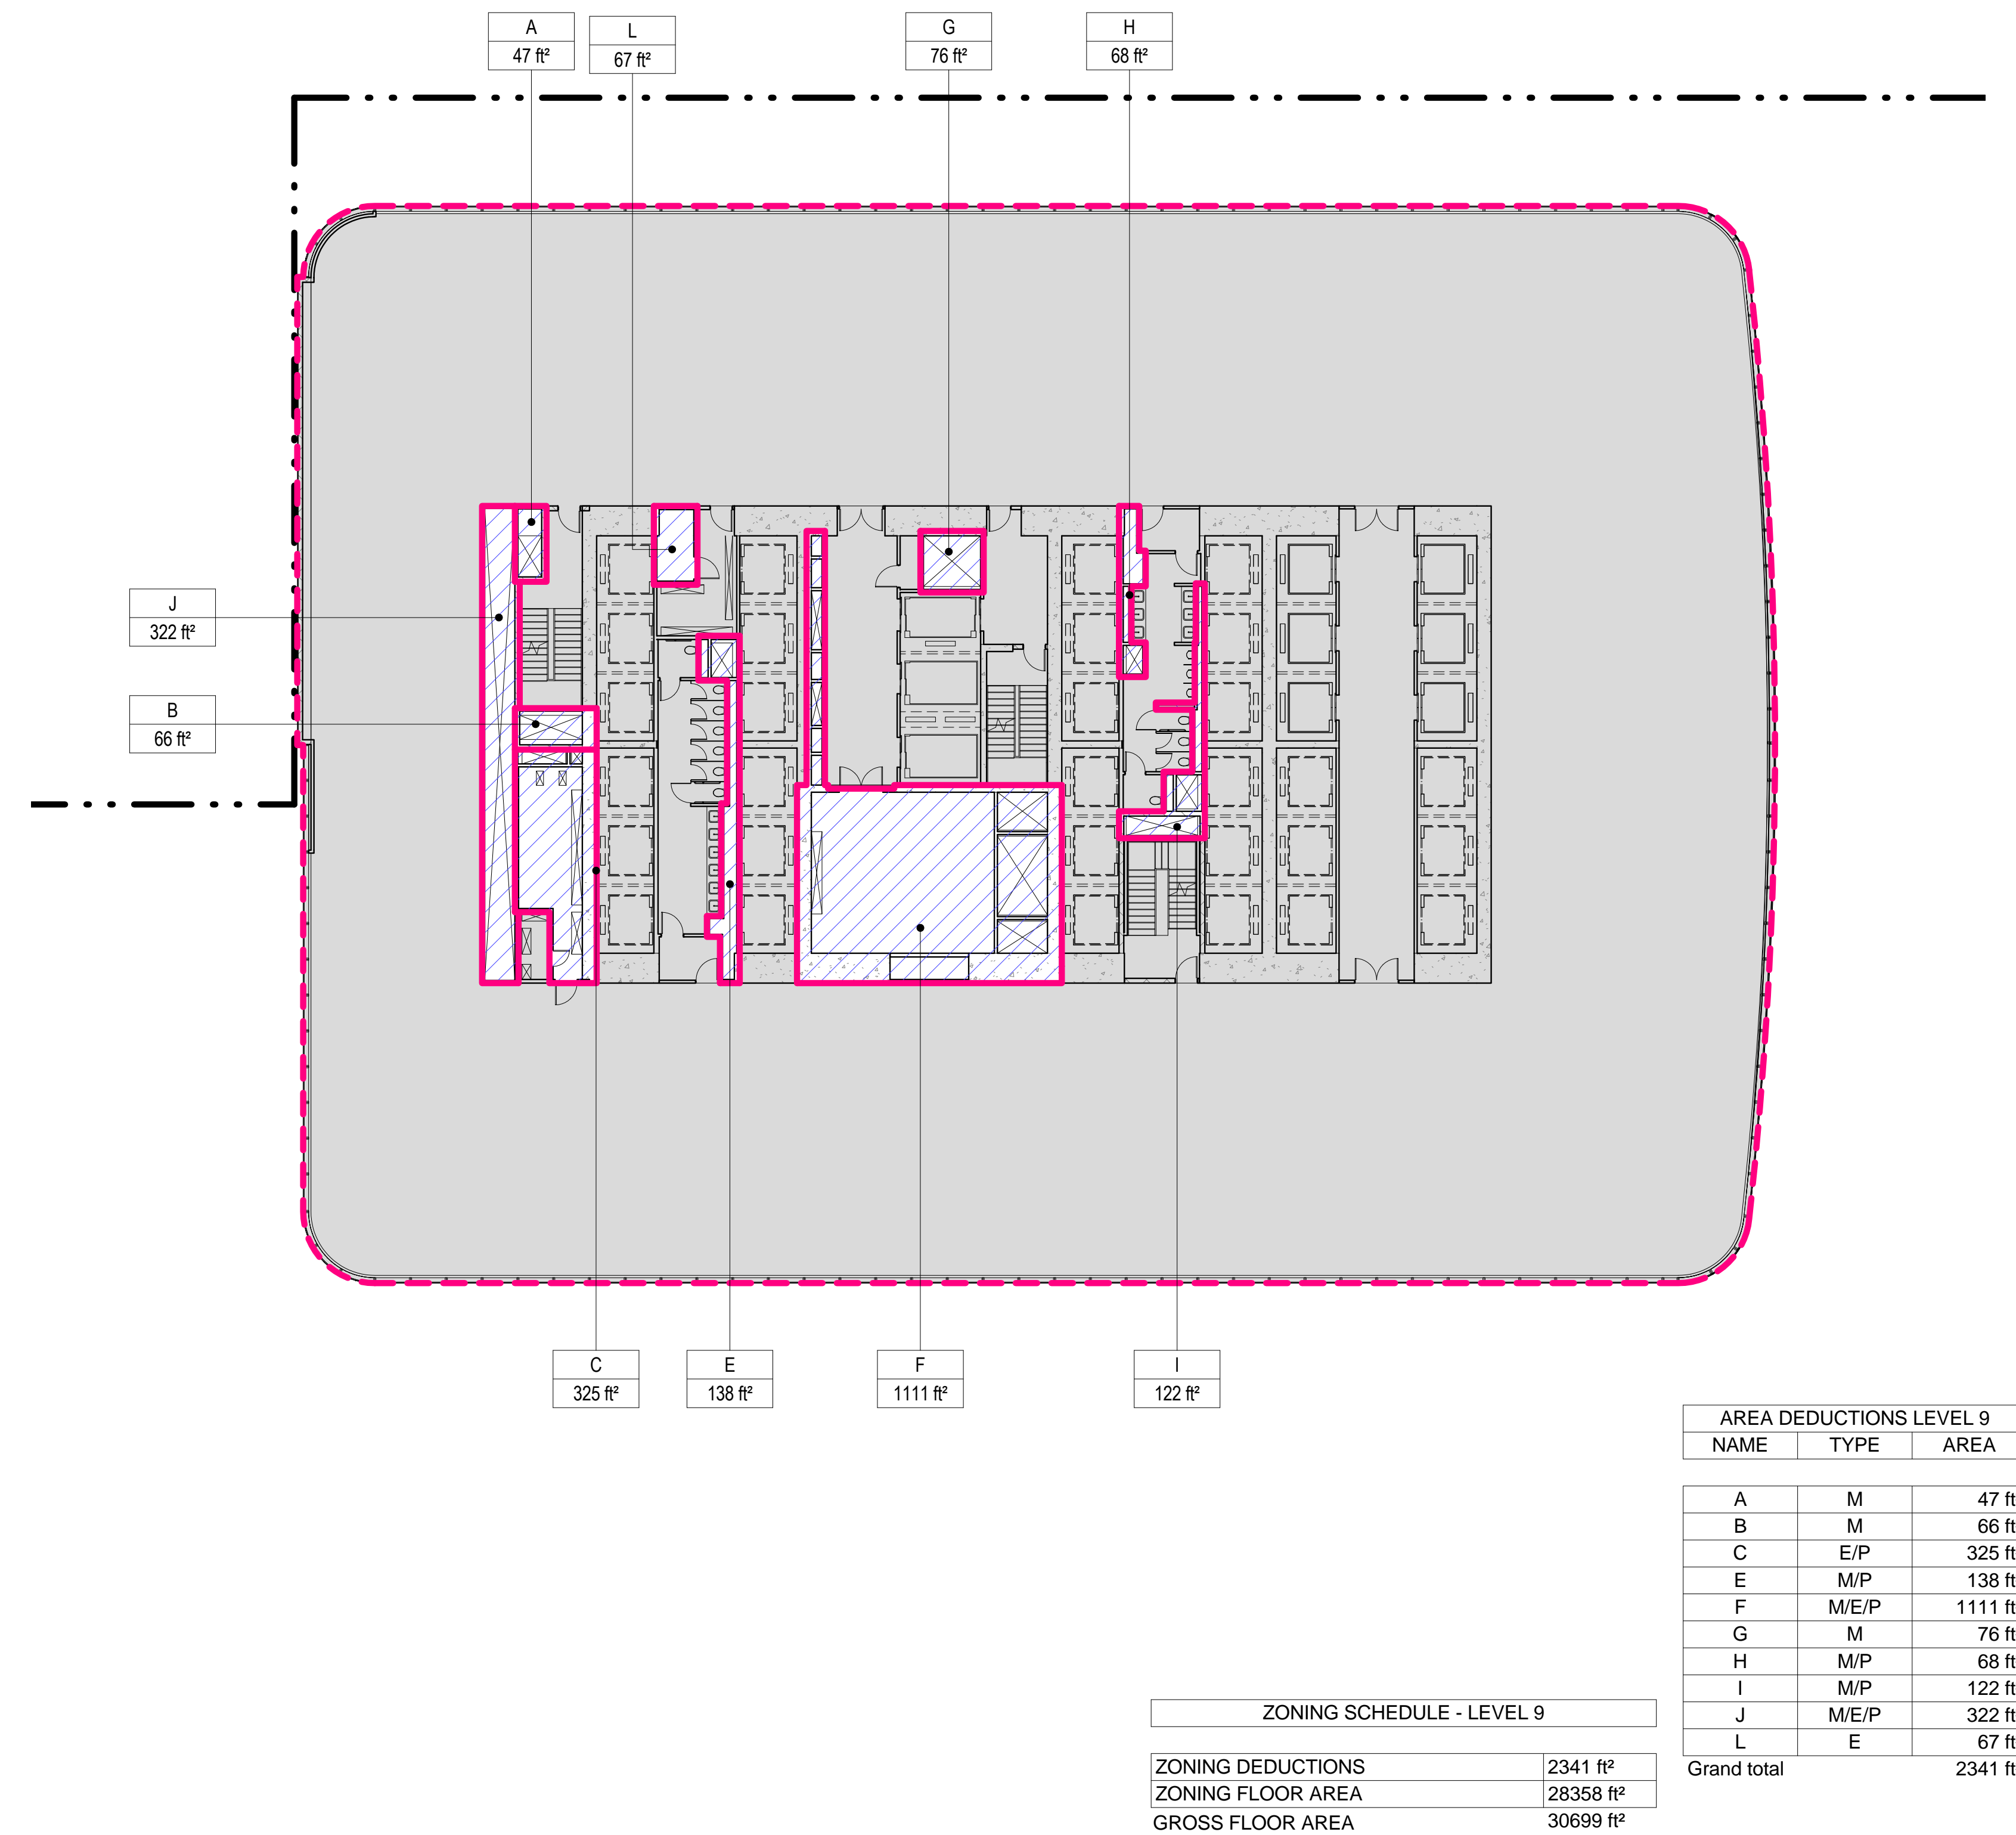 A
47 ft²
L
67 ft²
G
76 ft²
H
68 ft²
J
322 ft²
B
66 ft²
C
325 ft²
E
138 ft²
F
1111 ft²
I
122 ft²
AREA DEDUCTIONS LEVEL 9
NAME TYPE AREA
A M 47 ft
B M 66 ft
C E/P 325 ft
E M/P 138 ft
F M/E/P 1111 ft
G M 76 ft
H M/P 68 ft
I M/P 122 ft
J M/E/P 322 ft
L E 67 ft
Grand total 2341 ft
ZONING SCHEDULE - LEVEL 9
ZONING DEDUCTIONS 2341 ft²
ZONING FLOOR AREA 28358 ft²
GROSS FLOOR AREA 30699 ft²